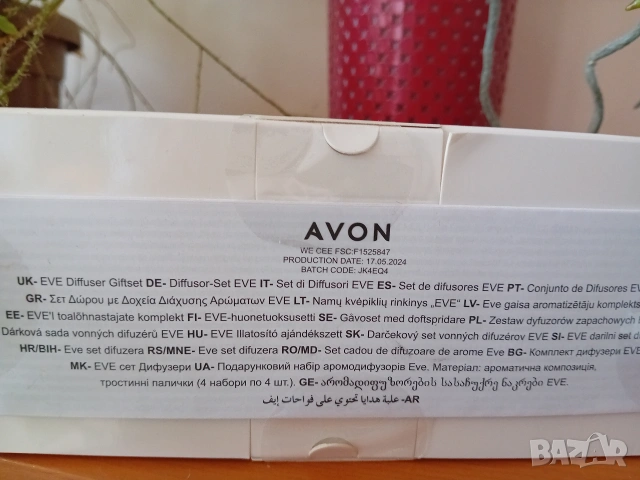 AVON
WE CEE FSC:F1525847
PRODUCTION DATE: 17.05.2024
BATCH CODE: JK4EQ4
UK- EVE Diffuser Giftset DE- Diffusor-Set EVE IT- Set di Diffusori EVE ES- Set de difusores EVE PT- Conjunto de Difusores EV
GR- Σετ Δώρου με Δοχεία Διάχυσης Αρωμάτων EVE LT- Namų kvėpiklių rinkinys „EVE" LV- Eve gaisa aromatizētāju komplekts
EE- EVE'l toalõhnastajate komplekt FI- EVE-huonetuoksusetti SE- Gåvoset med doftspridare PL- Zestaw dyfuzorów zapachowych
Dárková sada vonných difuzérů EVE HU- EVE Illatosító ajándékszett SK- Darčekový set vonných difuzérov EVE SI- EVE darilni set d
HR/BIH- Eve set difuzera RS/MNE- Eve set difuzera RO/MD- Set cadou de difuzoare de arome Eve BG- Комплект дифузери EV
MK- EVE сет Дифузери UA- Подарунковий набір аромодифузорів Eve. Матеріал: ароматична композиція,
тростинні палички (4 набори по 4 шт.). GE- არომადიფუზორების სასაჩუქრე ნაკრები EVE.
AR- علبة هدايا تحتوي على فواحات إيف
BAZAR
bg